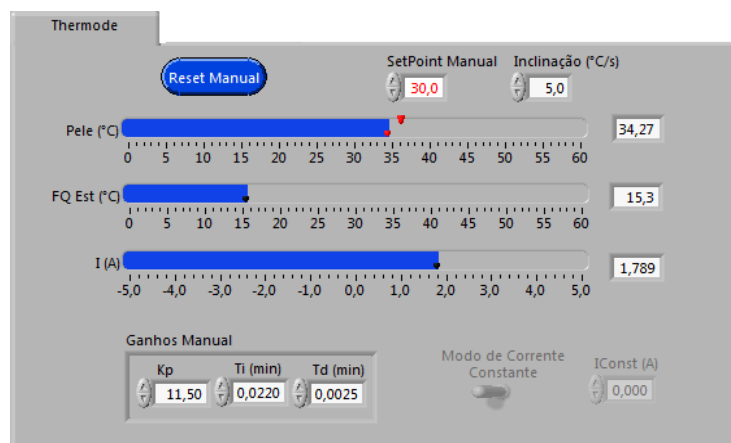 Thermode
Reset Manual
SetPoint Manual
30,0
Inclinação (°C/s)
5,0
Pele (°C)
34,27
0 5 10 15 20 25 30 35 40 45 50 55 60
FQ Est (°C)
15,3
0 5 10 15 20 25 30 35 40 45 50 55 60
I (A)
1,789
-5,0 -4,0 -3,0 -2,0 -1,0 0,0 1,0 2,0 3,0 4,0 5,0
Ganhos Manual
Kp Ti (min) Td (min)
11,50 0,0220 0,0025
Modo de Corrente
Constante
IConst (A)
0,000